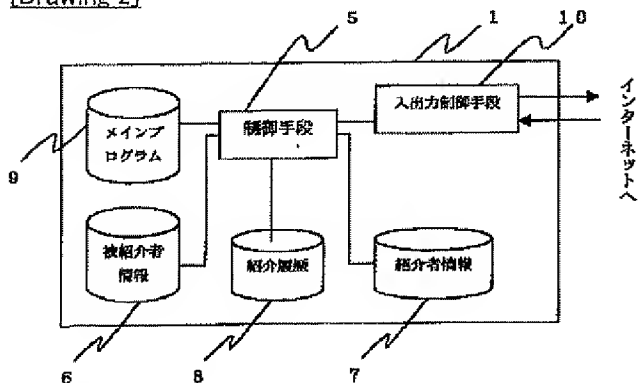 [Drawing 2]
5
1
10
メインプ
ログラム
制御手段
入出力制御手段
インターネットへ
9
被紹介者
情報
紹介履歴
紹介者情報
6
8
7